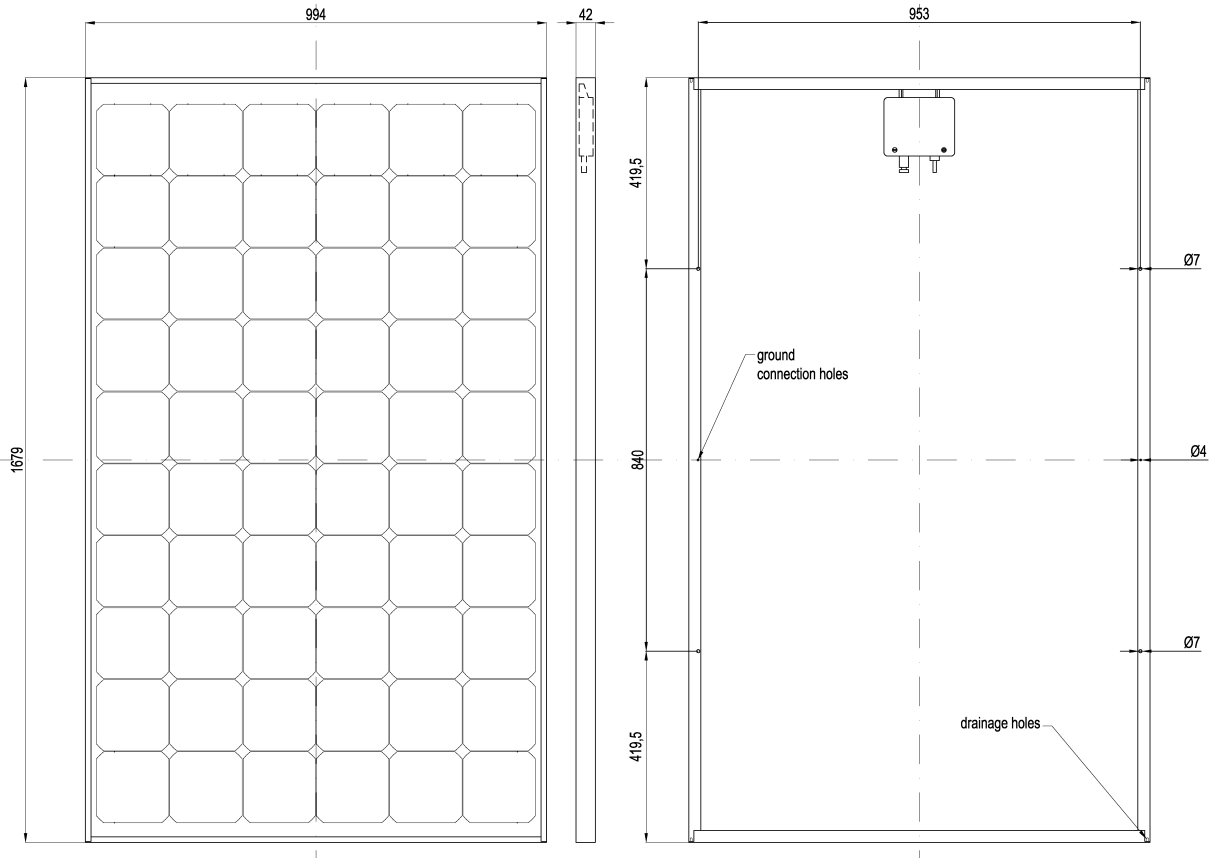 994
42
953
419,5
Ø7
ground
connection holes
1679
840
Ø4
Ø7
drainage holes
419,5